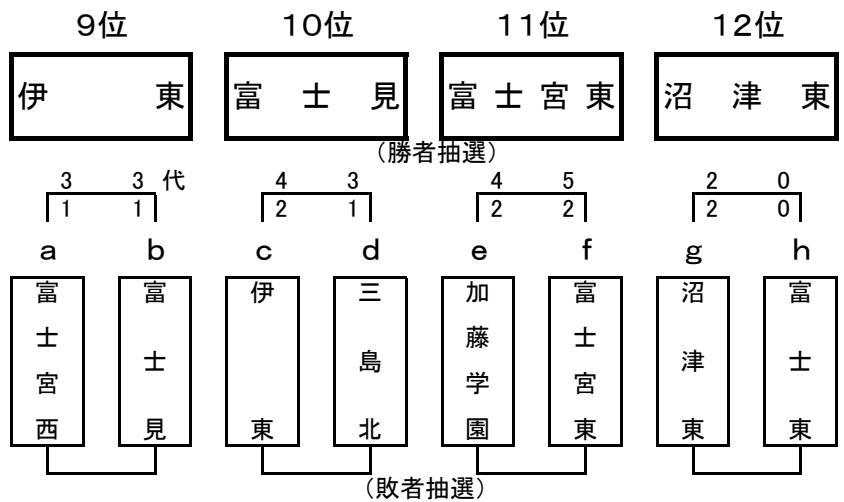 9位 10位 11位 12位
伊東 富士見 富士宮東 沼津東
(勝者抽選)
3 3 代 4 3 4 5 2 0
1 1 2 1 2 2 2 0
a b c d e f g h
富士宮西 富士見 伊東 三島北 加藤学園 富士宮東 沼津東 富士東
(敗者抽選)